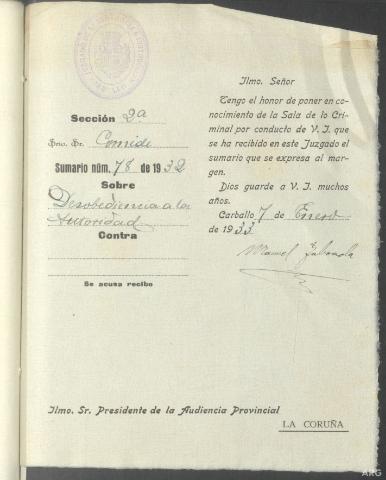 Sección 2ª
Srio. Sr. Comide
Sumario núm. 78 de 1932
Sobre
Desobediencia a la
Autoridad
Contra
Se acusa recibo
Ilmo. Señor
Tengo el honor de poner en co-
nocimiento de la Sala de lo Cri-
minal por conducto de V. I. que
se ha recibido en este Juzgado el
sumario que se expresa al mar-
gen.
Dios guarde a V. I. muchos
años.
Carballo 7 de Enero
de 1933
Manuel
Ilmo. Sr. Presidente de la Audiencia Provincial
LA CORUÑA
ARG